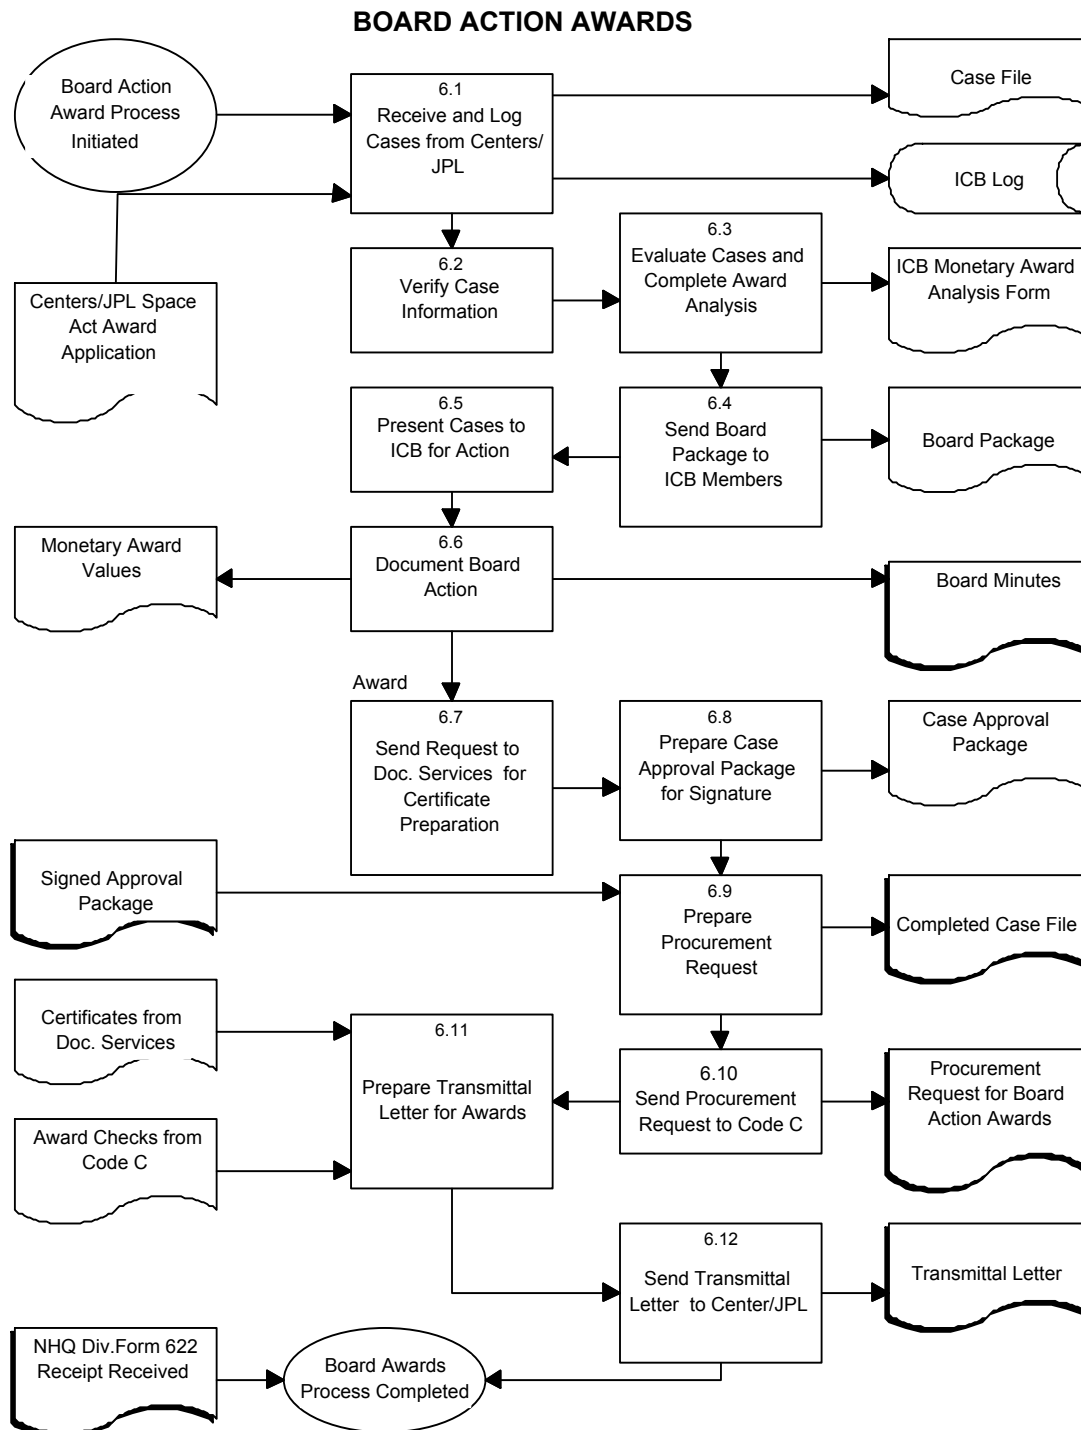 BOARD ACTION AWARDS
Board Action
Award Process
Initiated
6.1
Receive and Log
Cases from Centers/
JPL
Case File
ICB Log
Centers/JPL Space
Act Award
Application
6.2
Verify Case
Information
6.3
Evaluate Cases and
Complete Award
Analysis
ICB Monetary Award
Analysis Form
6.5
Present Cases to
ICB for Action
6.4
Send Board
Package to
ICB Members
Board Package
Monetary Award
Values
6.6
Document Board
Action
Board Minutes
Award
6.7
Send Request to
Doc. Services for
Certificate
Preparation
6.8
Prepare Case
Approval Package
for Signature
Case Approval
Package
Signed Approval
Package
6.9
Prepare
Procurement
Request
Completed Case File
Certificates from
Doc. Services
6.11
Prepare Transmittal
Letter for Awards
6.10
Send Procurement
Request to Code C
Procurement
Request for Board
Action Awards
Award Checks from
Code C
6.12
Send Transmittal
Letter to Center/JPL
Transmittal Letter
NHQ Div.Form 622
Receipt Received
Board Awards
Process Completed